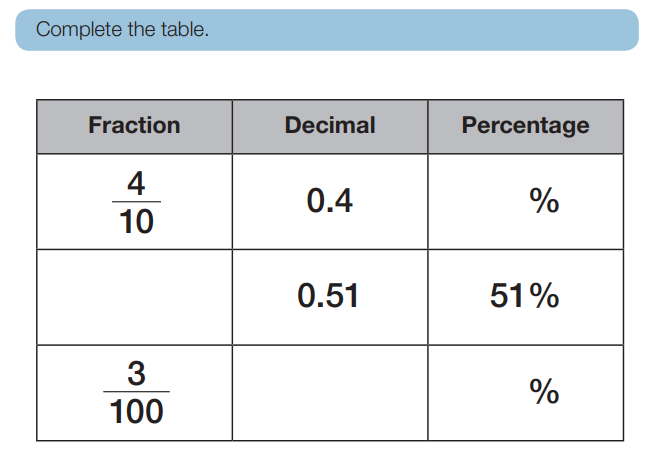 Complete the table.
Fraction Decimal Percentage
4/10 0.4 %
0.51 51%
3/100 %